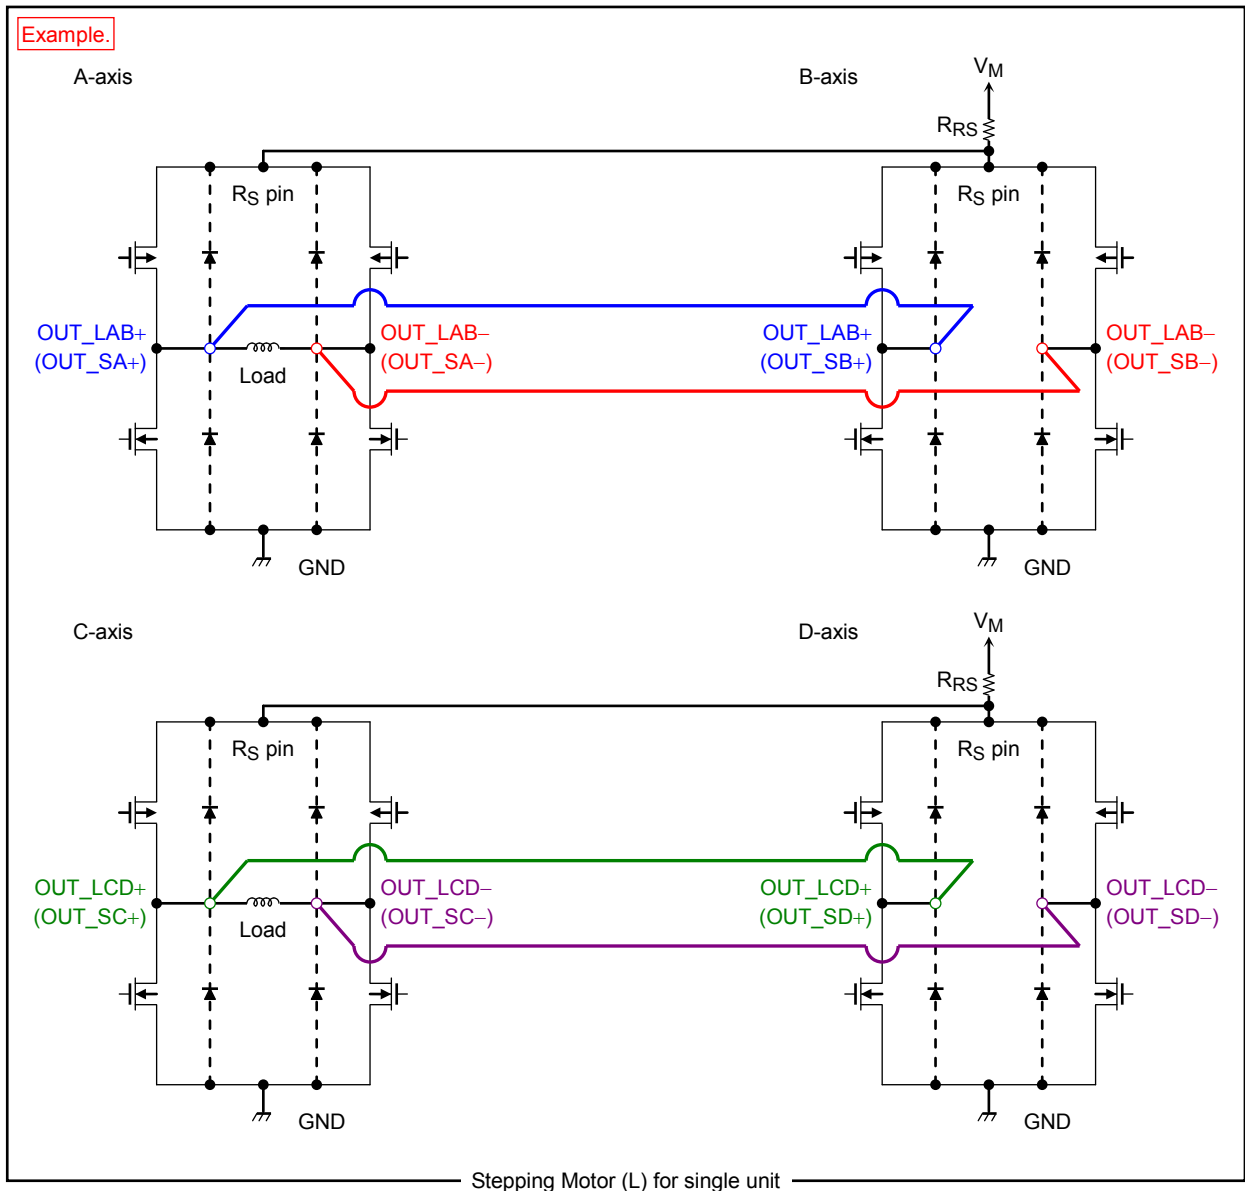 Example.
A-axis
B-axis
VM
RRS
RS pin
RS pin
OUT_LAB+
(OUT_SA+)
Load
OUT_LAB−
(OUT_SA−)
OUT_LAB+
(OUT_SB+)
OUT_LAB−
(OUT_SB−)
GND
GND
C-axis
D-axis
VM
RRS
RS pin
RS pin
OUT_LCD+
(OUT_SC+)
Load
OUT_LCD−
(OUT_SC−)
OUT_LCD+
(OUT_SD+)
OUT_LCD−
(OUT_SD−)
GND
GND
Stepping Motor (L) for single unit